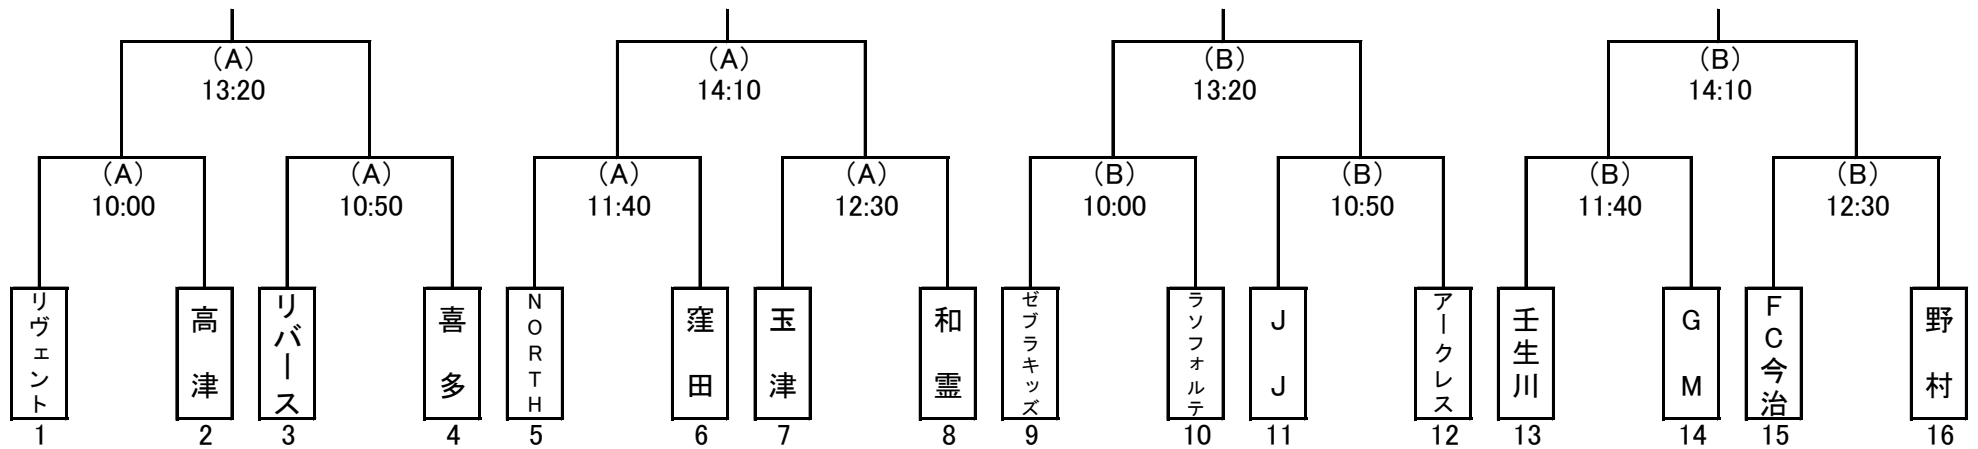 (A)
13:20
(A)
14:10
(B)
13:20
(B)
14:10
(A)
10:00
(A)
10:50
(A)
11:40
(A)
12:30
(B)
10:00
(B)
10:50
(B)
11:40
(B)
12:30
リヴェント
高津
リバース
喜多
NORTH
窪田
玉津
和霊
ゼブラキッズ
ラソフォルテ
JJ
アークレス
壬生川
GM
FC今治
野村
1
2
3
4
5
6
7
8
9
10
11
12
13
14
15
16